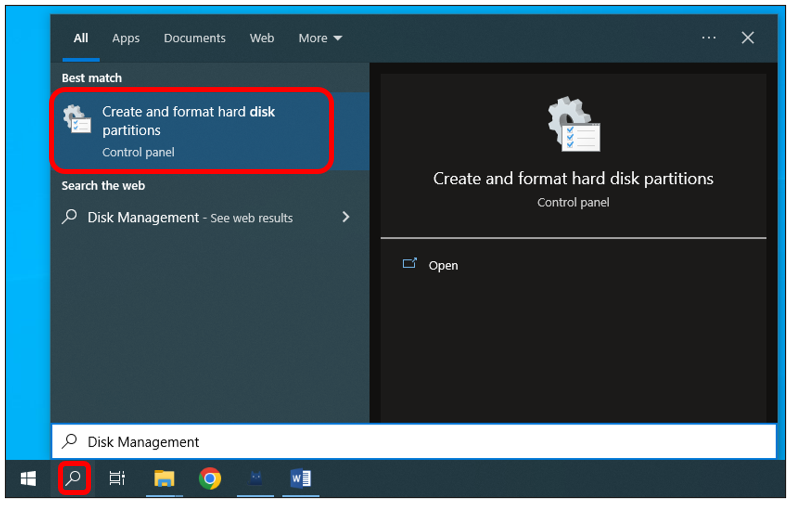 All Apps Documents Web More
Best match
Create and format hard disk
partitions
Control panel
Search the web
Disk Management - See web results
Create and format hard disk partitions
Control panel
Open
Disk Management